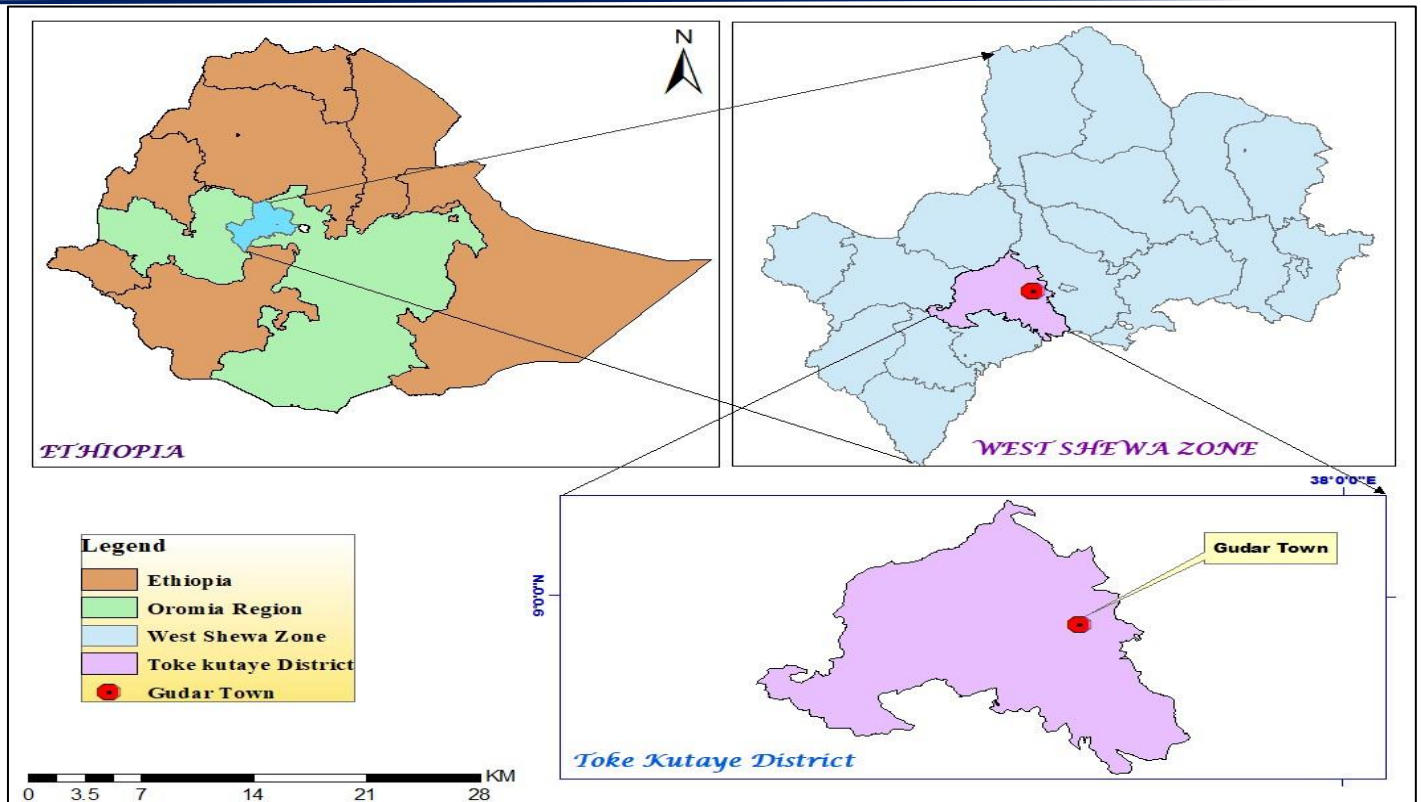 N
ETHIOPIA
WEST SHEWA ZONE
38°0'0"E
Gudar Town
9°0'0"N
Legend
Ethiopia
Oromia Region
West Shewa Zone
Toke kutaye District
Gudar Town
Toke Kutaye District
KM
0 3.5 7 14 21 28